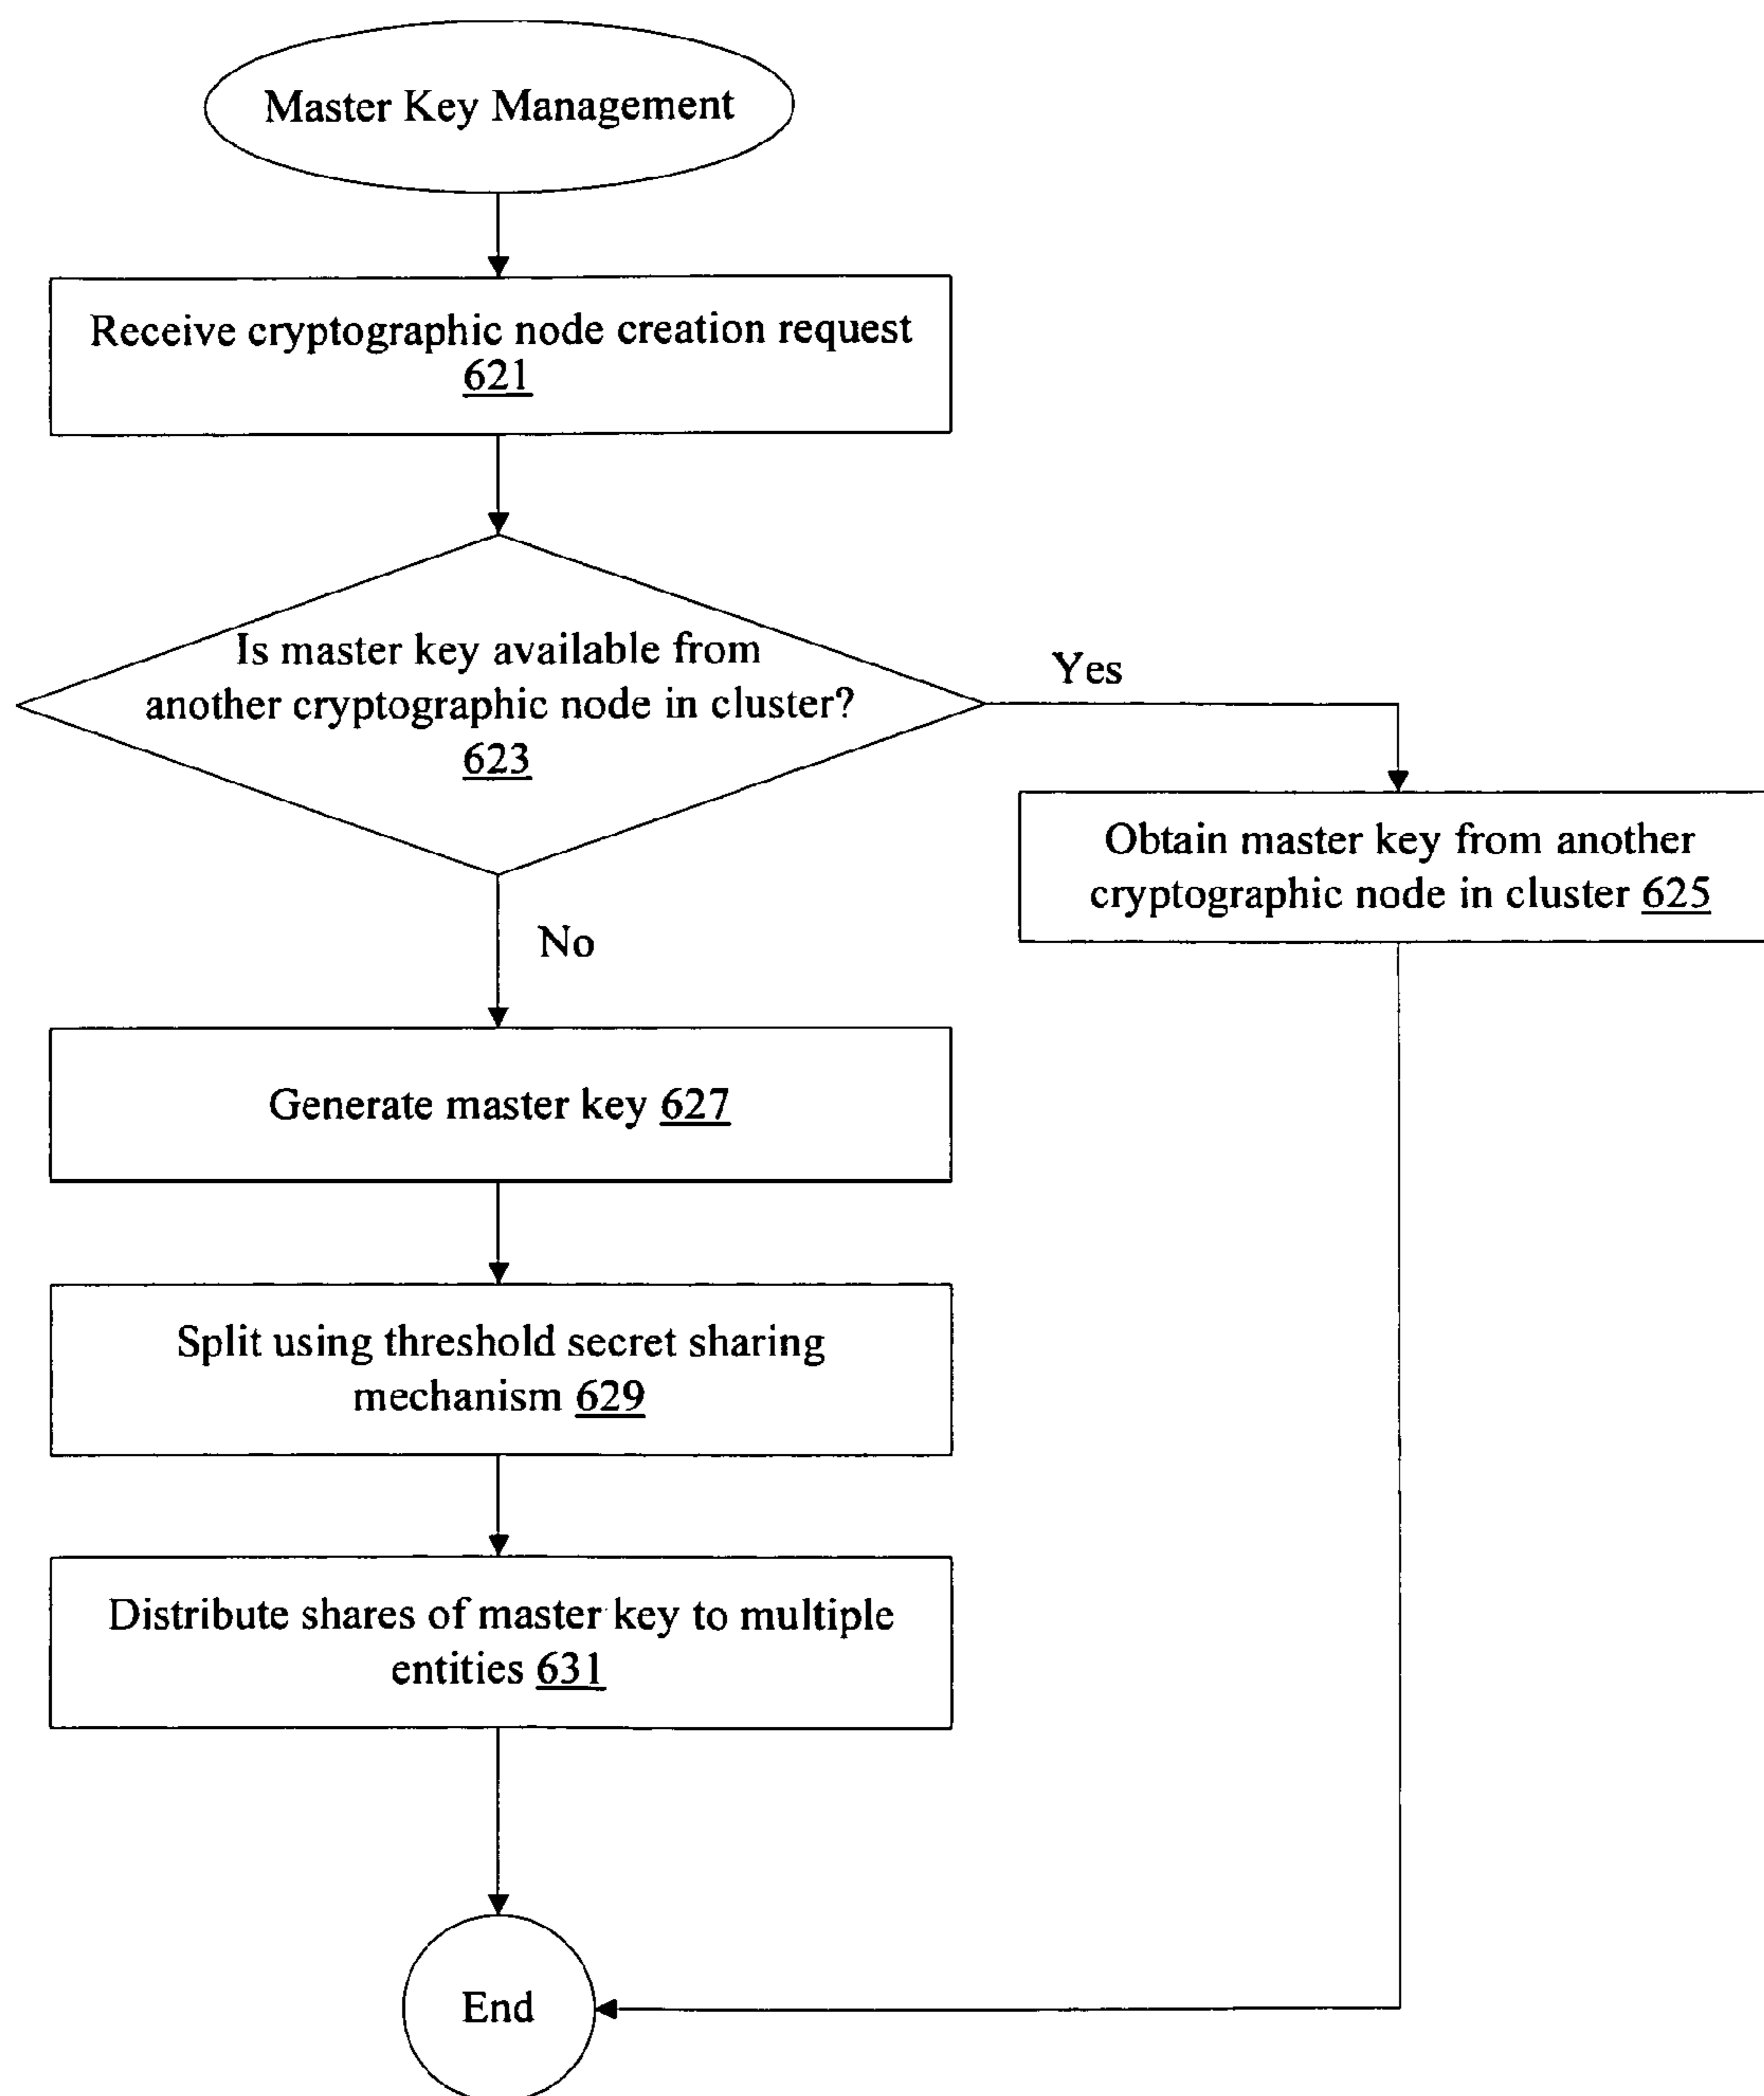 Master Key Management
Receive cryptographic node creation request
621
Is master key available from
another cryptographic node in cluster?
623
Yes
Obtain master key from another
cryptographic node in cluster 625
No
Generate master key 627
Split using threshold secret sharing
mechanism 629
Distribute shares of master key to multiple
entities 631
End